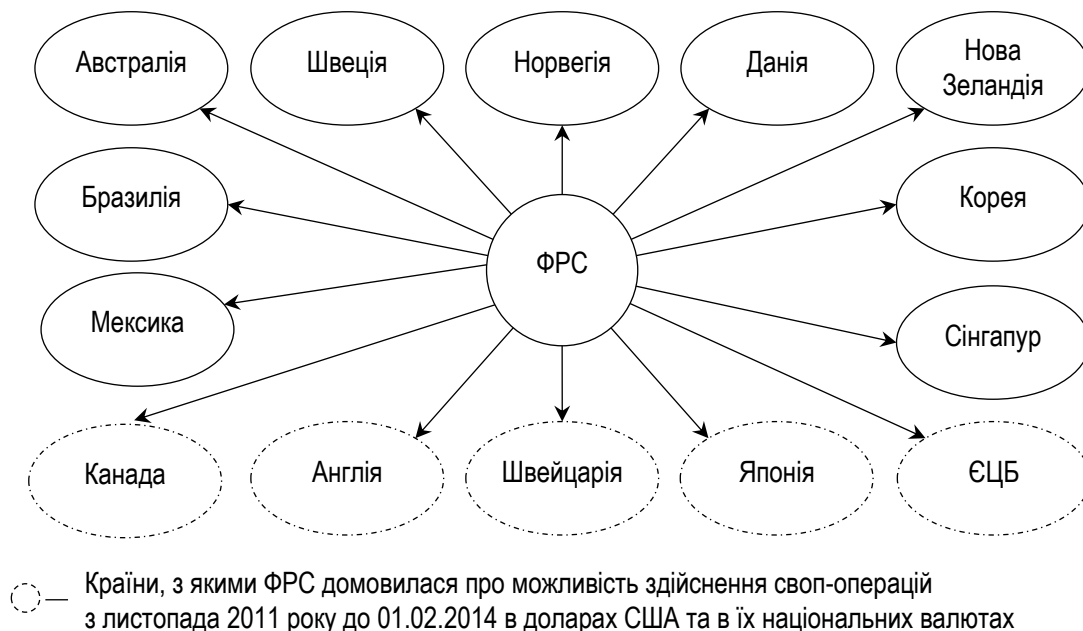 Австралія
Швеція
Норвегія
Данія
Нова
Зеландія
Бразилія
Корея
ФРС
Мексика
Сінгапур
Канада
Англія
Швейцарія
Японія
ЄЦБ
— Країни, з якими ФРС домовилася про можливість здійснення своп-операцій
з листопада 2011 року до 01.02.2014 в доларах США та в їх національних валютах